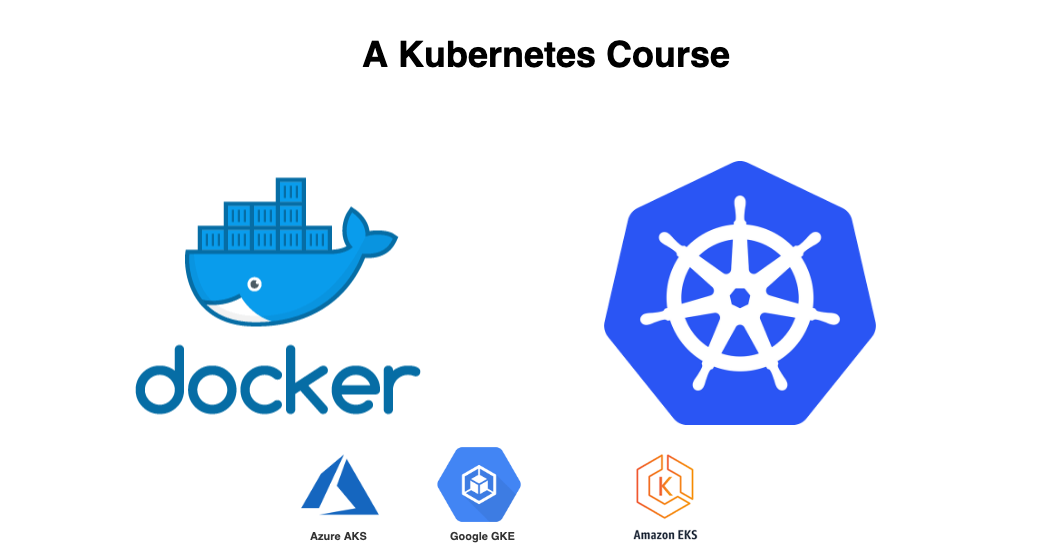 A Kubernetes Course
docker
Azure AKS
Google GKE
K
Amazon EKS